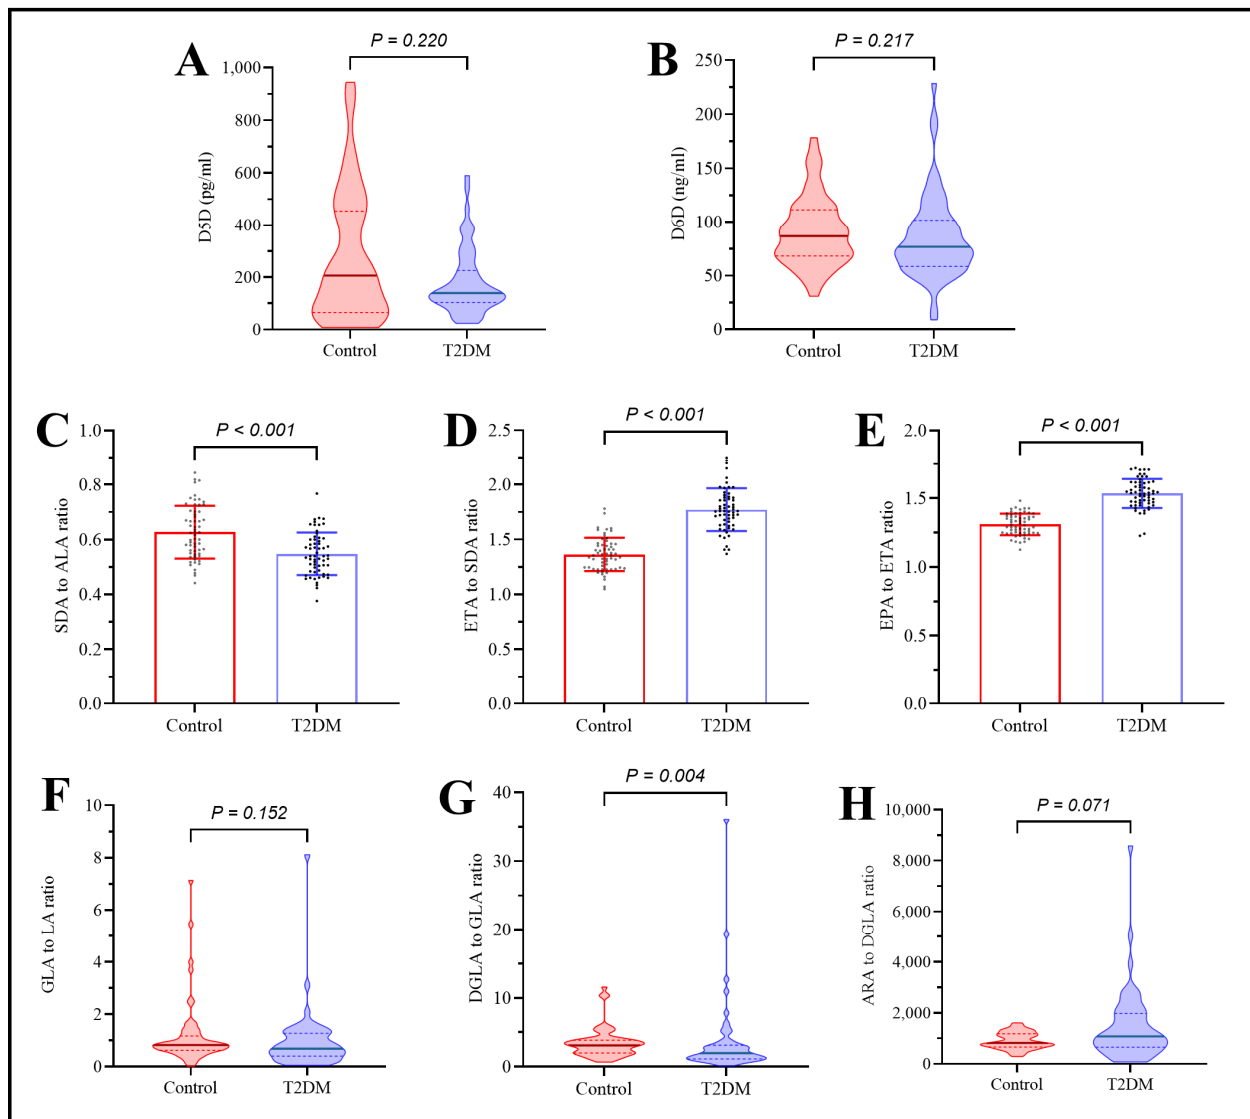 A
P = 0.220
1,000
800
600
400
200
0
D5D (pg/ml)
Control
T2DM
B
P = 0.217
250
200
150
100
50
0
D6D (ng/ml)
Control
T2DM
C
P < 0.001
1.0
0.8
0.6
0.4
0.2
0.0
SDA to ALA ratio
Control
T2DM
D
P < 0.001
2.5
2.0
1.5
1.0
0.5
0.0
ETA to SDA ratio
Control
T2DM
E
P < 0.001
2.0
1.5
1.0
0.5
0.0
EPA to ETA ratio
Control
T2DM
F
P = 0.152
10
8
6
4
2
0
GLA to LA ratio
Control
T2DM
G
P = 0.004
40
30
20
10
0
DGLA to GLA ratio
Control
T2DM
H
P = 0.071
10,000
8,000
6,000
4,000
2,000
0
ARA to DGLA ratio
Control
T2DM